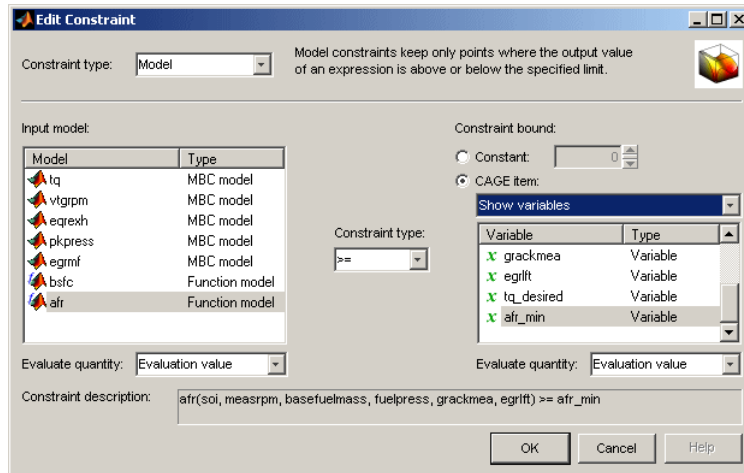 Edit Constraint
Constraint type: Model
Model constraints keep only points where the output value
of an expression is above or below the specified limit.
Input model:
Model Type
tq MBC model
vtgrpm MBC model
eqrexh MBC model
pkpress MBC model
egrmf MBC model
bsfc Function model
afr Function model
Evaluate quantity: Evaluation value
Constraint type:
>=
Constraint bound:
Constant: 0
CAGE item:
Show variables
Variable Type
x grackmea Variable
x egrlft Variable
x tq_desired Variable
x afr_min Variable
Evaluate quantity: Evaluation value
Constraint description: afr(soi, measrpm, basefuelmass, fuelpress, grackmea, egrlft) >= afr_min
OK Cancel Help